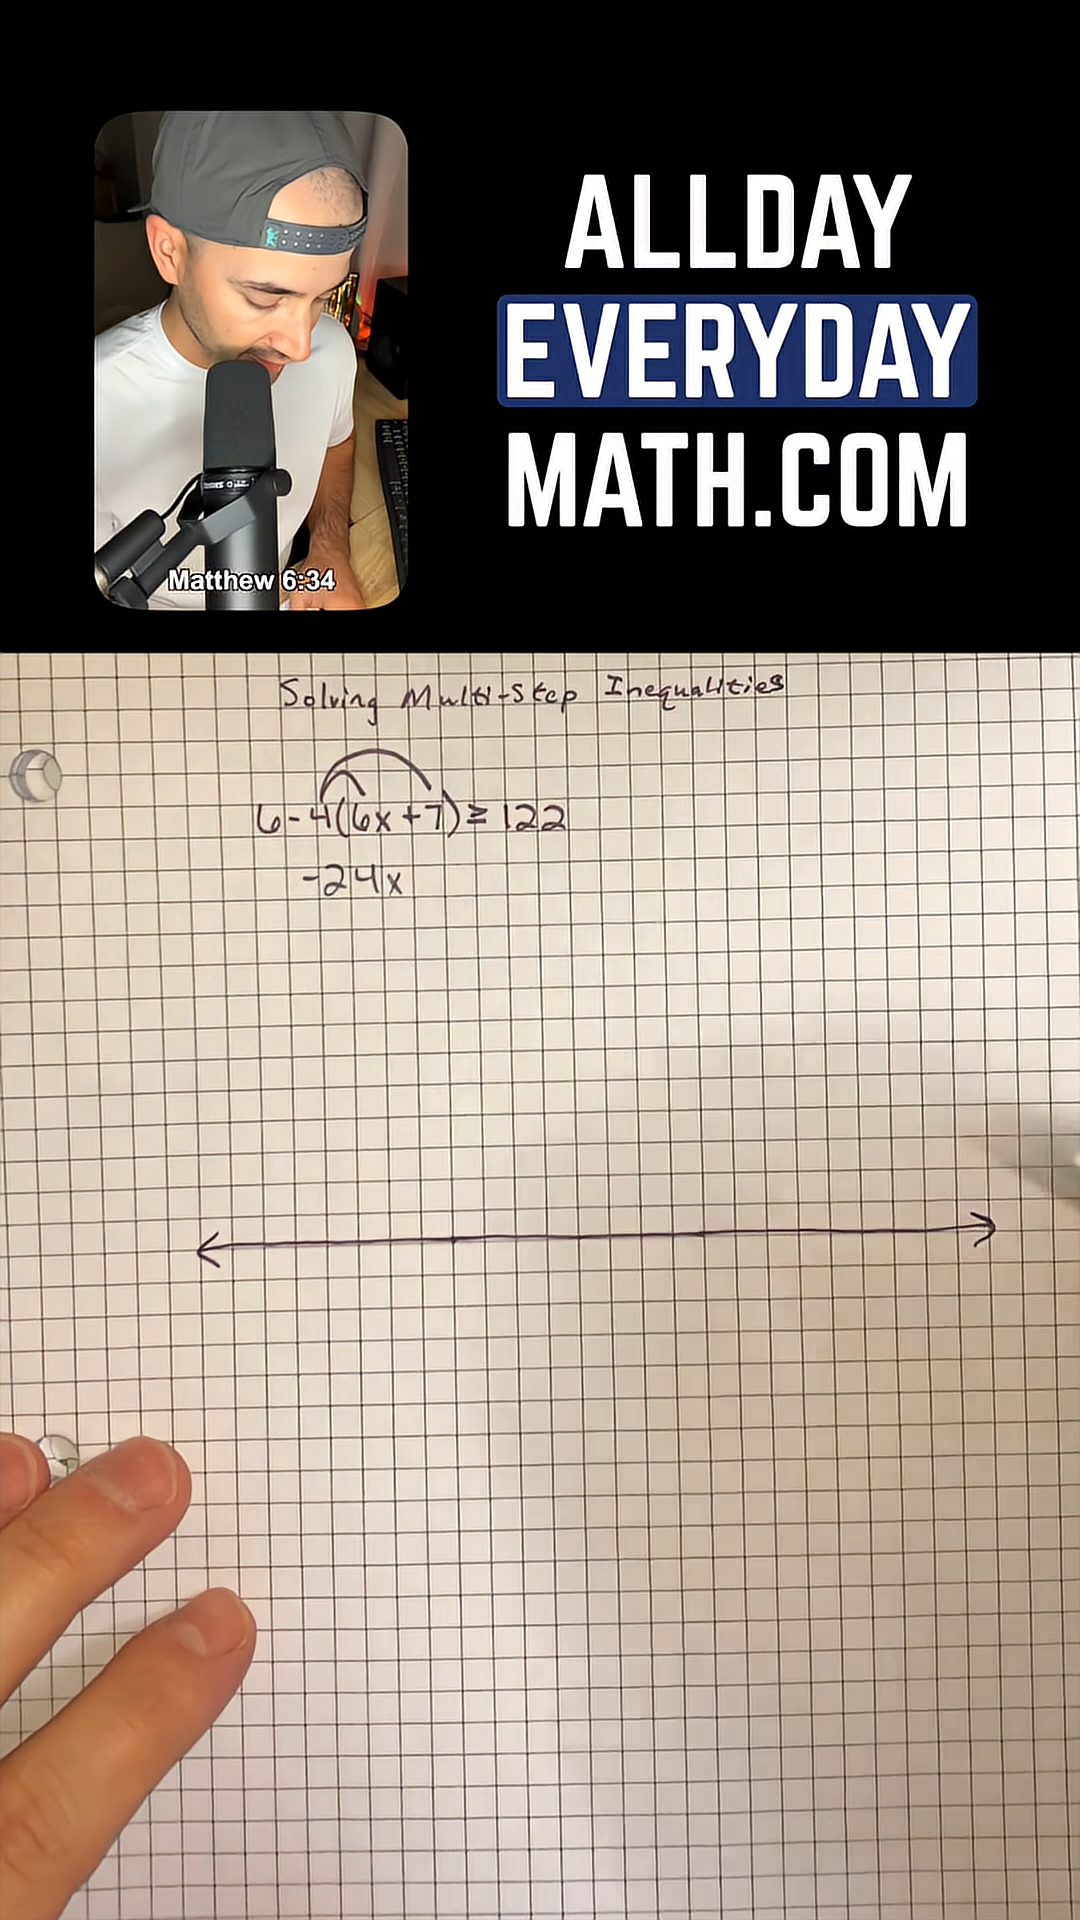 ALLDAY
EVERYDAY
MATH.COM
Matthew 6:34
Solving Multi-Step Inequalities
6-4(6x+7)≥122
-24x